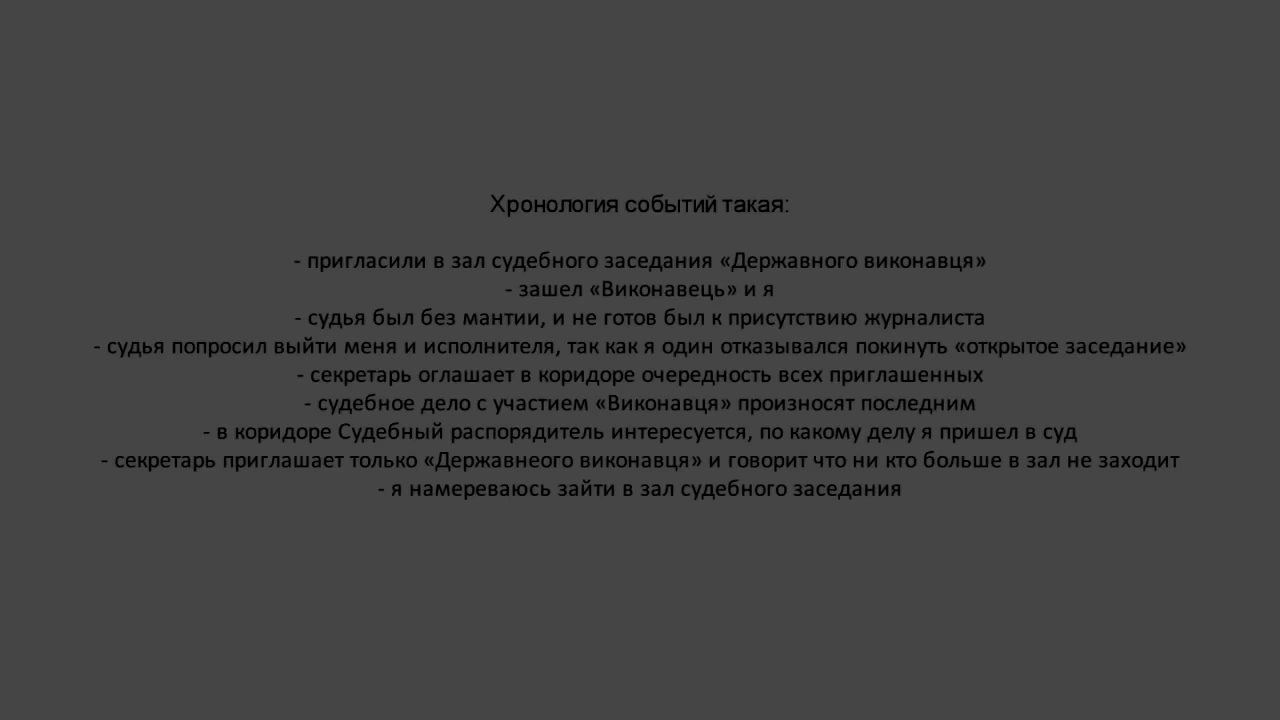 Хронология событий такая:
- пригласили в зал судебного заседания «Державного виконавця»
- зашел «Виконавець» и я
- судья был без мантии, и не готов был к присутствию журналиста
- судья попросил выйти меня и исполнителя, так как я один отказывался покинуть «открытое заседание»
- секретарь оглашает в коридоре очередность всех приглашенных
- судебное дело с участием «Виконавця» произносят последним
- в коридоре Судебный распорядитель интересуется, по какому делу я пришел в суд
- секретарь приглашает только «Державнеого виконавця» и говорит что ни кто больше в зал не заходит
- я намереваюсь зайти в зал судебного заседания